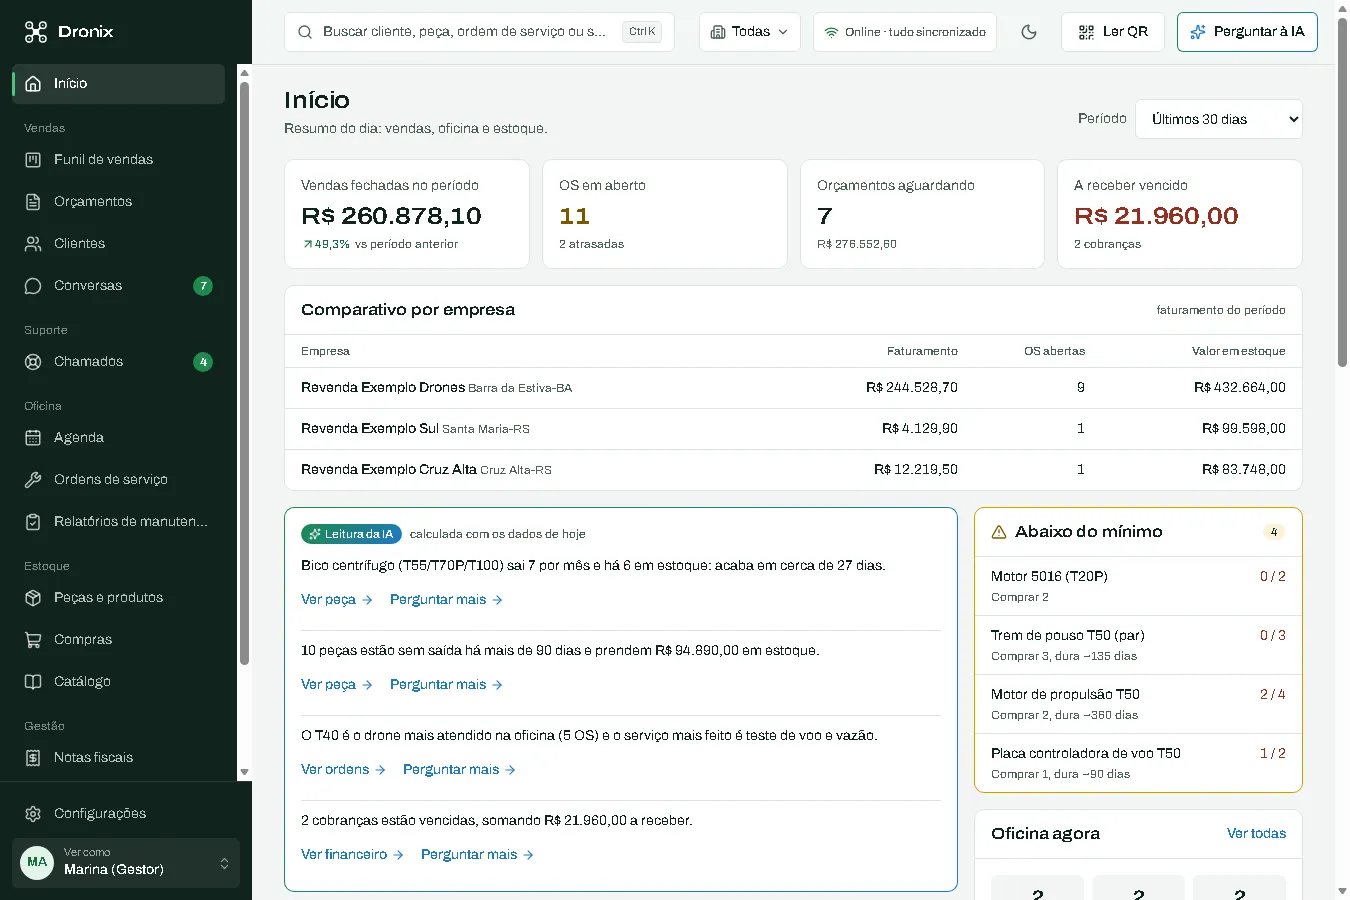 Dronix
Buscar cliente, peça, ordem de serviço ou s...
Ctrl K
Todas
Online · tudo sincronizado
Ler QR
Perguntar à IA
Início
Vendas
Funil de vendas
Orçamentos
Clientes
Conversas 7
Suporte
Chamados 4
Oficina
Agenda
Ordens de serviço
Relatórios de manuten...
Estoque
Peças e produtos
Compras
Catálogo
Gestão
Notas fiscais
Configurações
MA
Ver como
Marina (Gestor)
Início
Resumo do dia: vendas, oficina e estoque.
Período
Últimos 30 dias
Vendas fechadas no período
R$ 260.878,10
49,3% vs período anterior
OS em aberto
11
2 atrasadas
Orçamentos aguardando
7
R$ 276.552,60
A receber vencido
R$ 21.960,00
2 cobranças
Comparativo por empresa
faturamento do período
Empresa Faturamento OS abertas Valor em estoque
Revenda Exemplo Drones Barra da Estiva-BA R$ 244.528,70 9 R$ 432.664,00
Revenda Exemplo Sul Santa Maria-RS R$ 4.129,90 1 R$ 99.598,00
Revenda Exemplo Cruz Alta Cruz Alta-RS R$ 12.219,50 1 R$ 83.748,00
Leitura da IA calculada com os dados de hoje
Bico centrífugo (T55/T70P/T100) sai 7 por mês e há 6 em estoque: acaba em cerca de 27 dias.
Ver peça → Perguntar mais →
10 peças estão sem saída há mais de 90 dias e prendem R$ 94.890,00 em estoque.
Ver peça → Perguntar mais →
O T40 é o drone mais atendido na oficina (5 OS) e o serviço mais feito é teste de voo e vazão.
Ver ordens → Perguntar mais →
2 cobranças estão vencidas, somando R$ 21.960,00 a receber.
Ver financeiro → Perguntar mais →
Abaixo do mínimo 4
Motor 5016 (T20P) 0 / 2
Comprar 2
Trem de pouso T50 (par) 0 / 3
Comprar 3, dura ~135 dias
Motor de propulsão T50 2 / 4
Comprar 2, dura ~360 dias
Placa controladora de voo T50 1 / 2
Comprar 1, dura ~90 dias
Oficina agora Ver todas
2 2 2